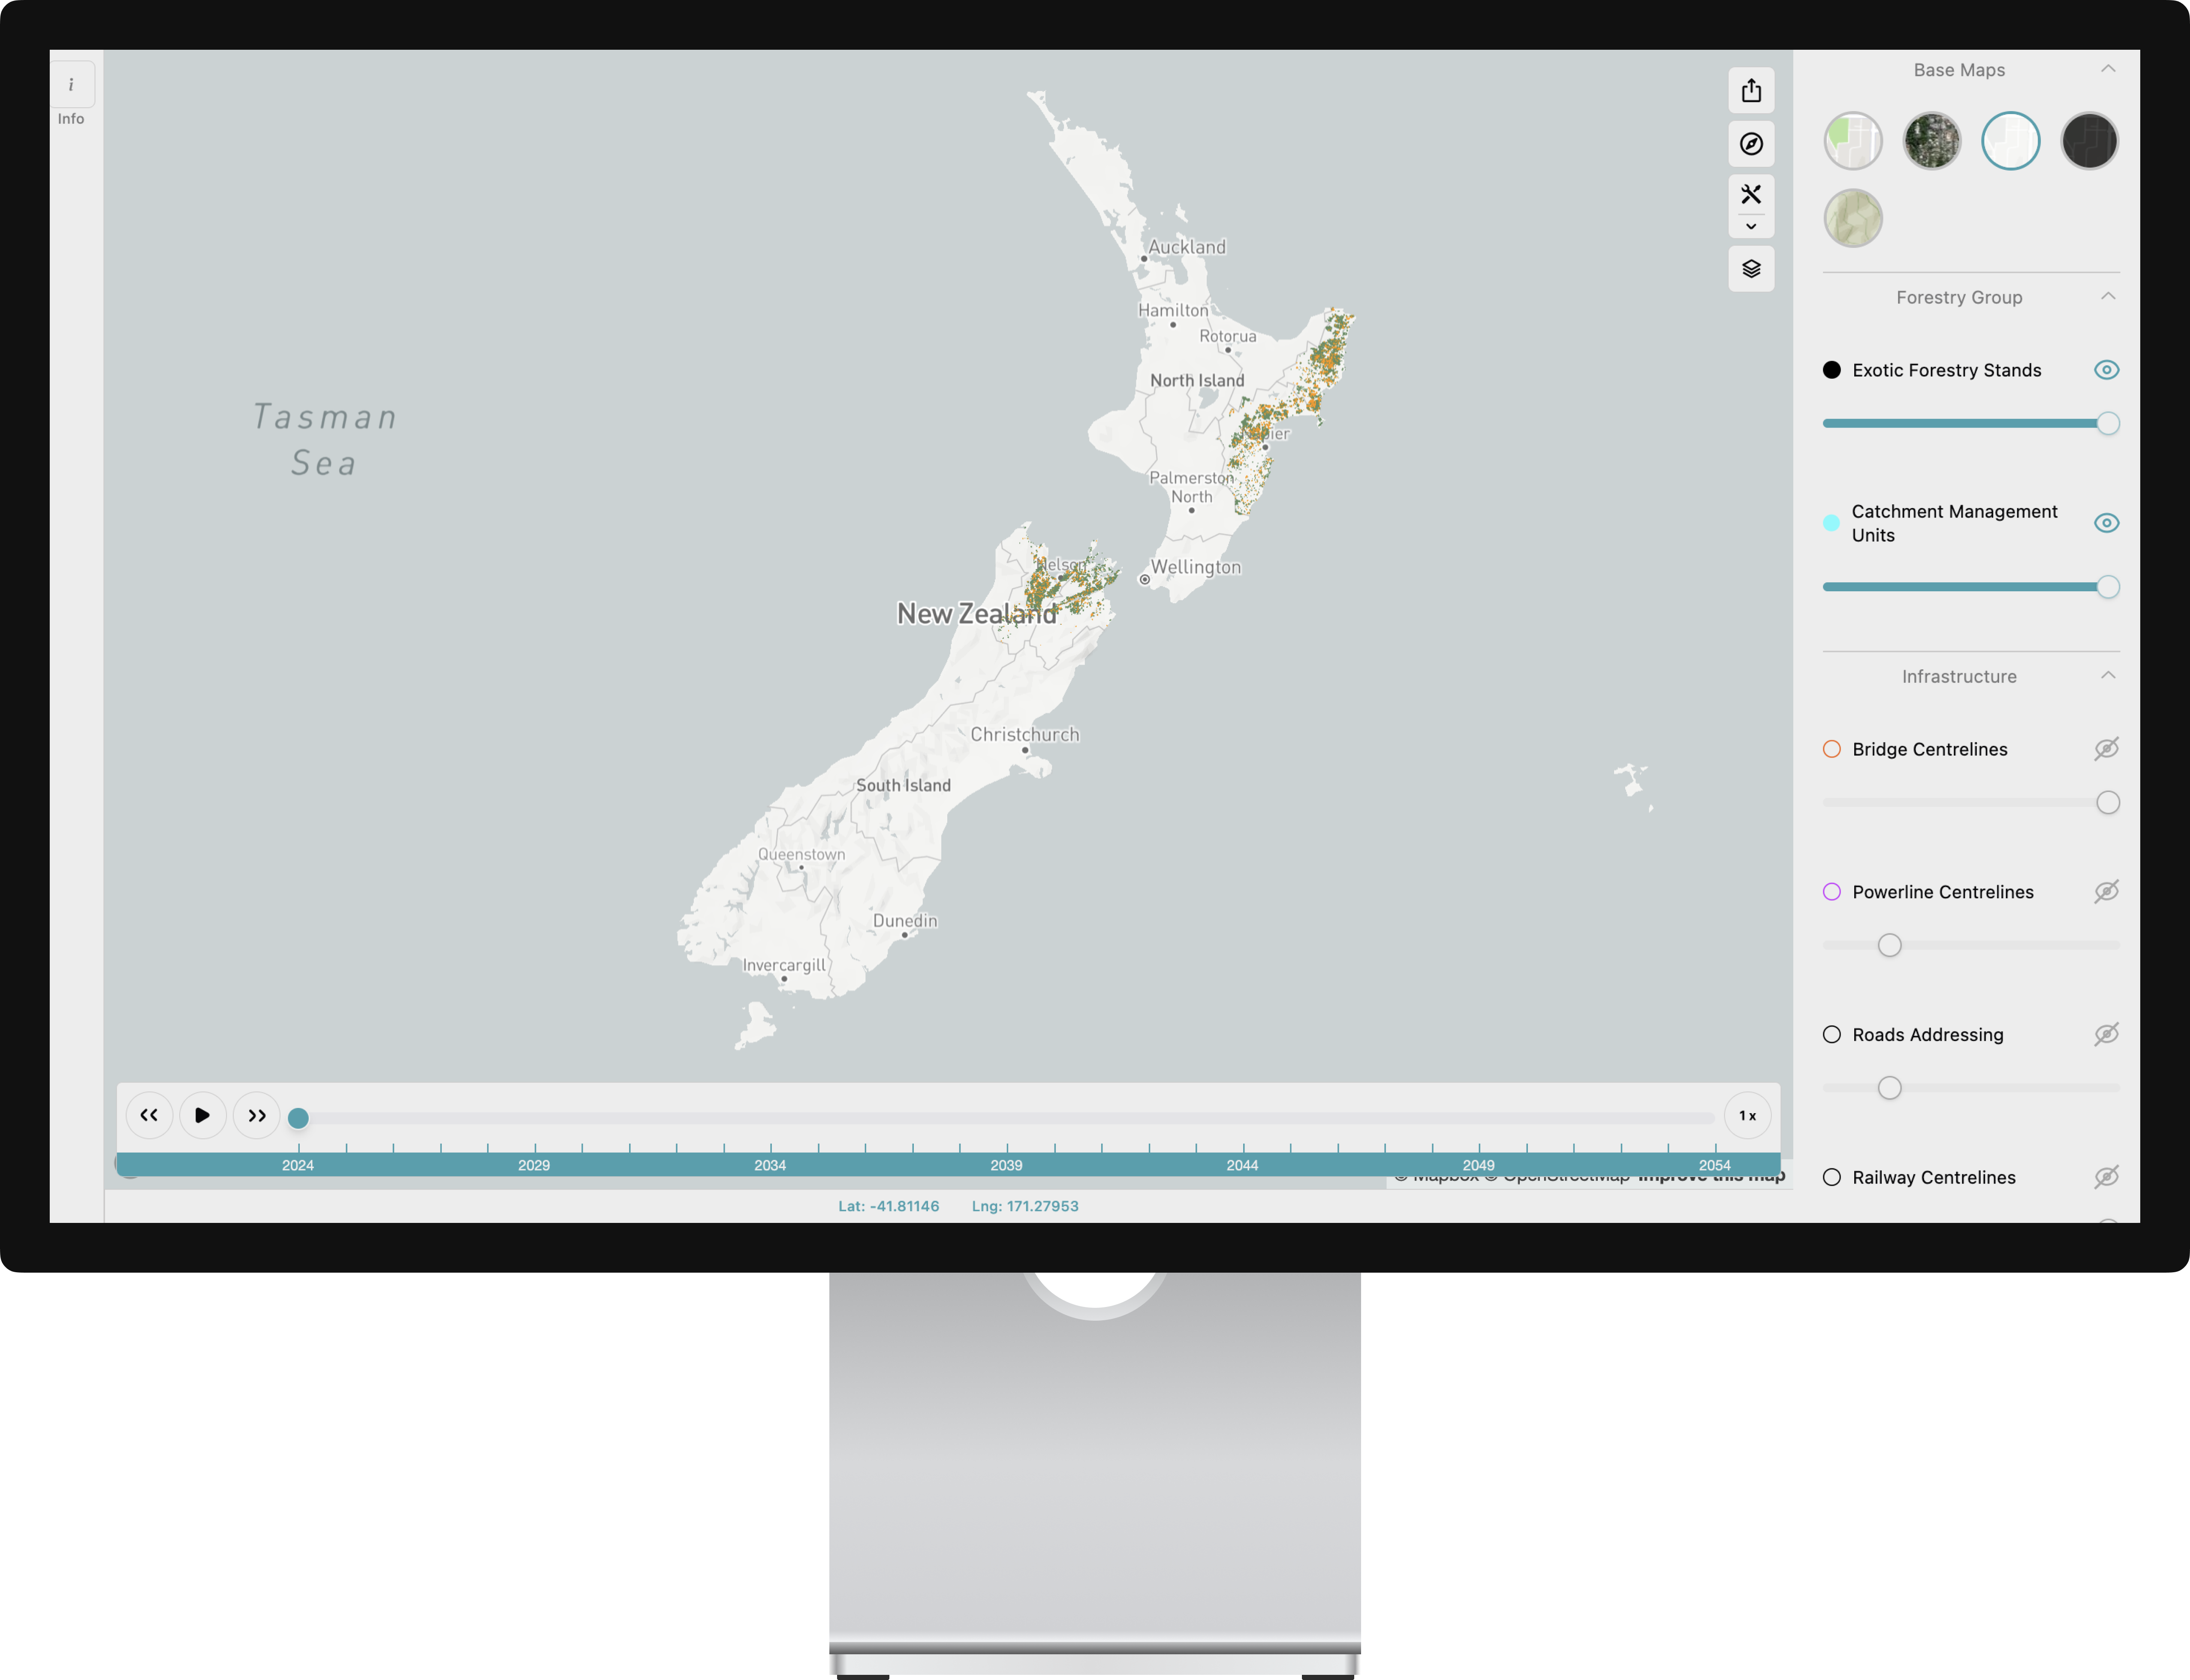 i
Info
Tasman
Sea
Auckland
Hamilton
Rotorua
North Island
Napier
Palmerston
North
Nelson
Wellington
New Zealand
Christchurch
South Island
Queenstown
Dunedin
Invercargill
1 x
2024 2029 2034 2039 2044 2049 2054
© Mapbox © OpenStreetMap Improve this map
Lat: -41.81146 Lng: 171.27953
Base Maps
Forestry Group
Exotic Forestry Stands
Catchment Management
Units
Infrastructure
Bridge Centrelines
Powerline Centrelines
Roads Addressing
Railway Centrelines